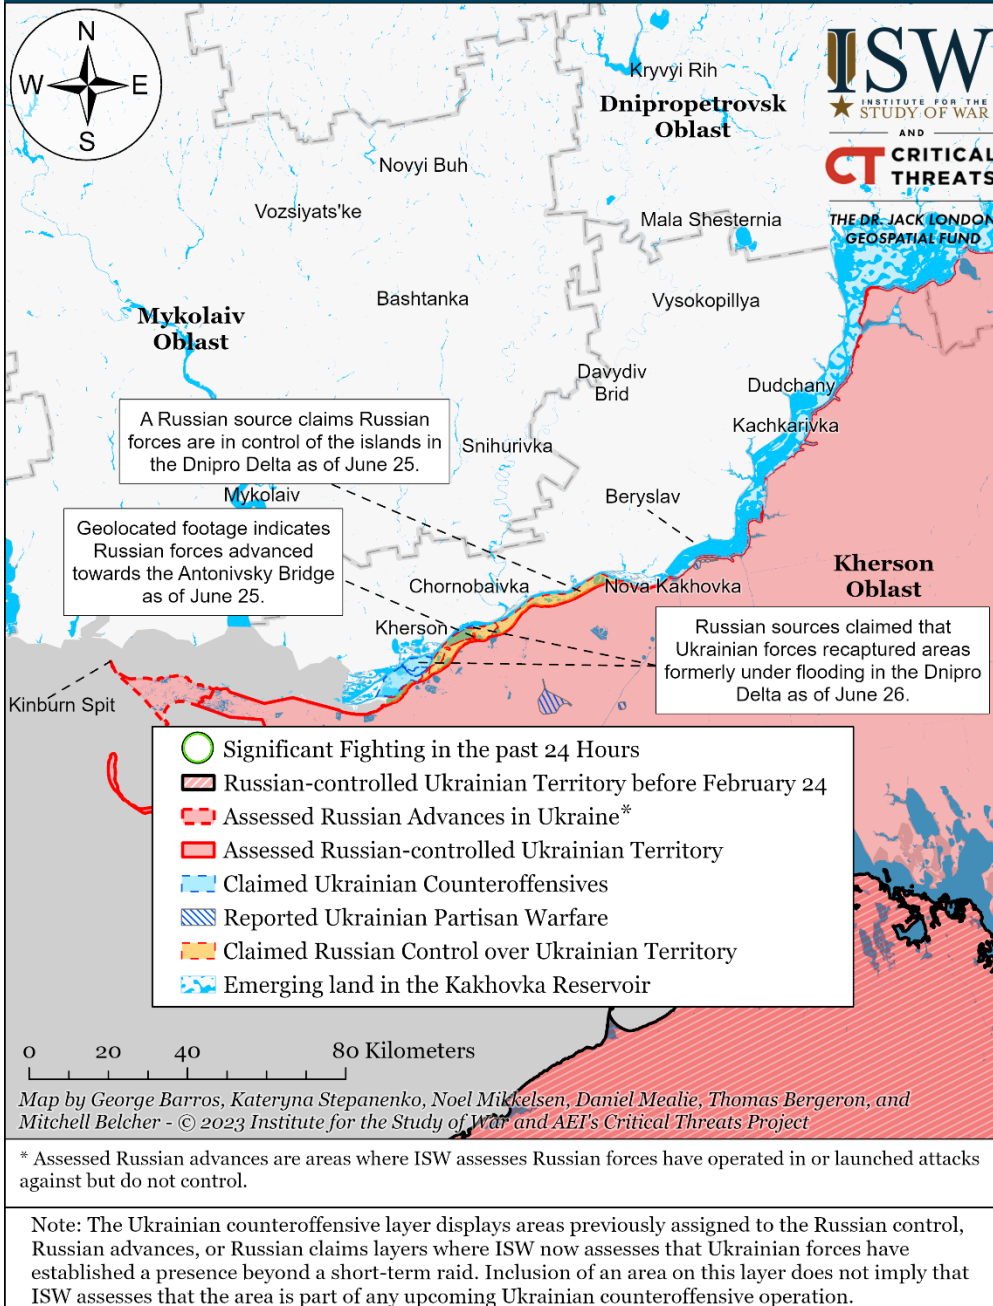 N
W E
S
ISW
INSTITUTE FOR THE
STUDY OF WAR
AND
CT CRITICAL
THREATS
THE DR. JACK LONDON
GEOSPATIAL FUND
Kryvyi Rih
Dnipropetrovsk
Oblast
Novyi Buh
Vozsiyats'ke
Mala Shesternia
Bashtanka
Vysokopillya
Mykolaiv
Oblast
Davydiv
Brid
Dudchany
Kachkarivka
A Russian source claims Russian
forces are in control of the islands in
the Dnipro Delta as of June 25.
Snihurivka
Mykolaiv
Beryslav
Geolocated footage indicates
Russian forces advanced
towards the Antonivsky Bridge
as of June 25.
Chornobaivka
Nova Kakhovka
Kherson
Oblast
Kherson
Russian sources claimed that
Ukrainian forces recaptured areas
formerly under flooding in the Dnipro
Delta as of June 26.
Kinburn Spit
Significant Fighting in the past 24 Hours
Russian-controlled Ukrainian Territory before February 24
Assessed Russian Advances in Ukraine*
Assessed Russian-controlled Ukrainian Territory
Claimed Ukrainian Counteroffensives
Reported Ukrainian Partisan Warfare
Claimed Russian Control over Ukrainian Territory
Emerging land in the Kakhovka Reservoir
0 20 40 80 Kilometers
Map by George Barros, Kateryna Stepanenko, Noel Mikkelsen, Daniel Mealie, Thomas Bergeron, and
Mitchell Belcher - © 2023 Institute for the Study of War and AEI's Critical Threats Project
* Assessed Russian advances are areas where ISW assesses Russian forces have operated in or launched attacks
against but do not control.
Note: The Ukrainian counteroffensive layer displays areas previously assigned to the Russian control,
Russian advances, or Russian claims layers where ISW now assesses that Ukrainian forces have
established a presence beyond a short-term raid. Inclusion of an area on this layer does not imply that
ISW assesses that the area is part of any upcoming Ukrainian counteroffensive operation.